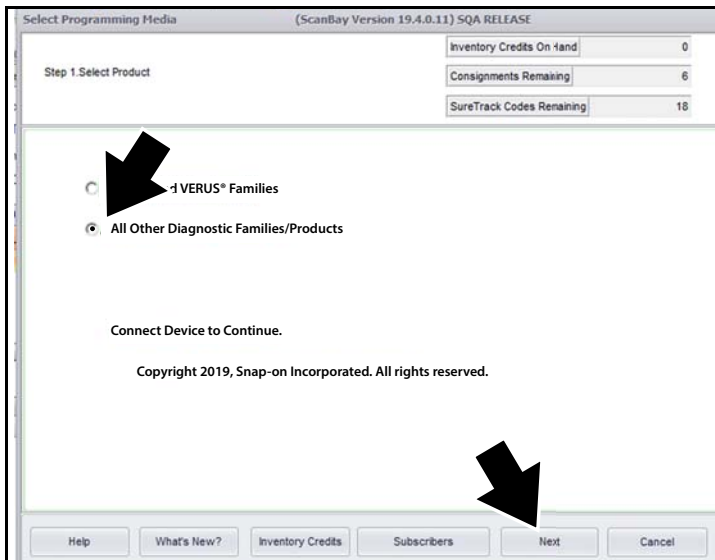 Select Programming Media (ScanBay Version 19.4.0.11) SQA RELEASE
Step 1.Select Product
Inventory Credits On Hand 0
Consignments Remaining 6
SureTrack Codes Remaining 18
VERUS® Families
All Other Diagnostic Families/Products
Connect Device to Continue.
Copyright 2019, Snap-on Incorporated. All rights reserved.
Help What's New? Inventory Credits Subscribers Next Cancel